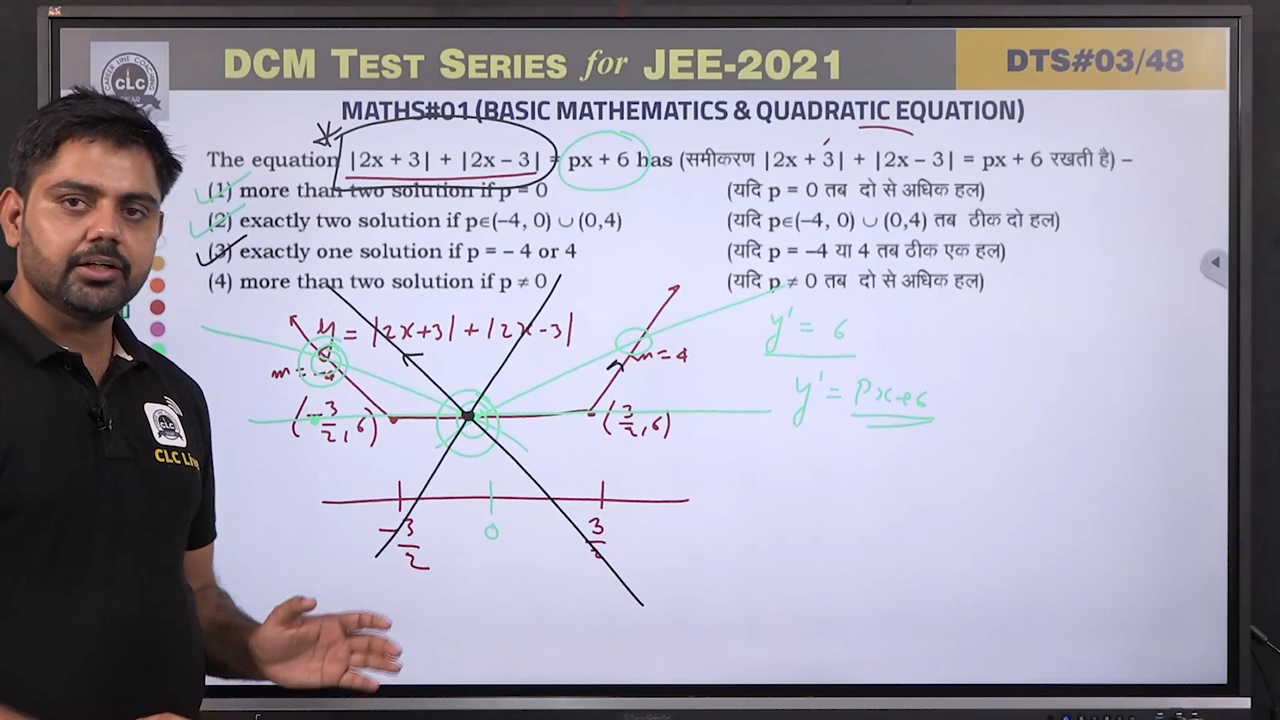 DCM TEST SERIES for JEE-2021
DTS#03/48
CLC
MATHS#01(BASIC MATHEMATICS & QUADRATIC EQUATION)
The equation |2x + 3| + |2x – 3| = px + 6 has (समीकरण |2x + 3| + |2x – 3| = px + 6 रखती है) –
(1) more than two solution if p = 0 (यदि p = 0 तब दो से अधिक हल)
(2) exactly two solution if p∈(–4, 0) ∪ (0,4) (यदि p∈(–4, 0) ∪ (0,4) तब ठीक दो हल)
(3) exactly one solution if p = – 4 or 4 (यदि p = –4 या 4 तब ठीक एक हल)
(4) more than two solution if p ≠ 0 (यदि p ≠ 0 तब दो से अधिक हल)
y = |2x+3| + |2x-3|
y' = 6
m = -4
m = 4
y' = px+6
(-3/2, 6)
(3/2, 6)
-3/2
0
3/2
CLC
CLC Live